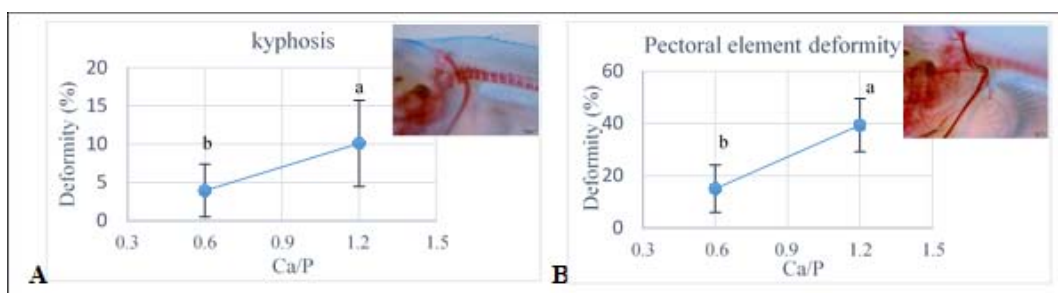 kyphosis
20
15
10
5
0
Deformity (%)
b
a
0.3 0.6 0.9 1.2 1.5
Ca/P
A
Pectoral element deformity
60
40
20
0
Deformity (%)
b
a
0.3 0.6 0.9 1.2 1.5
Ca/P
B